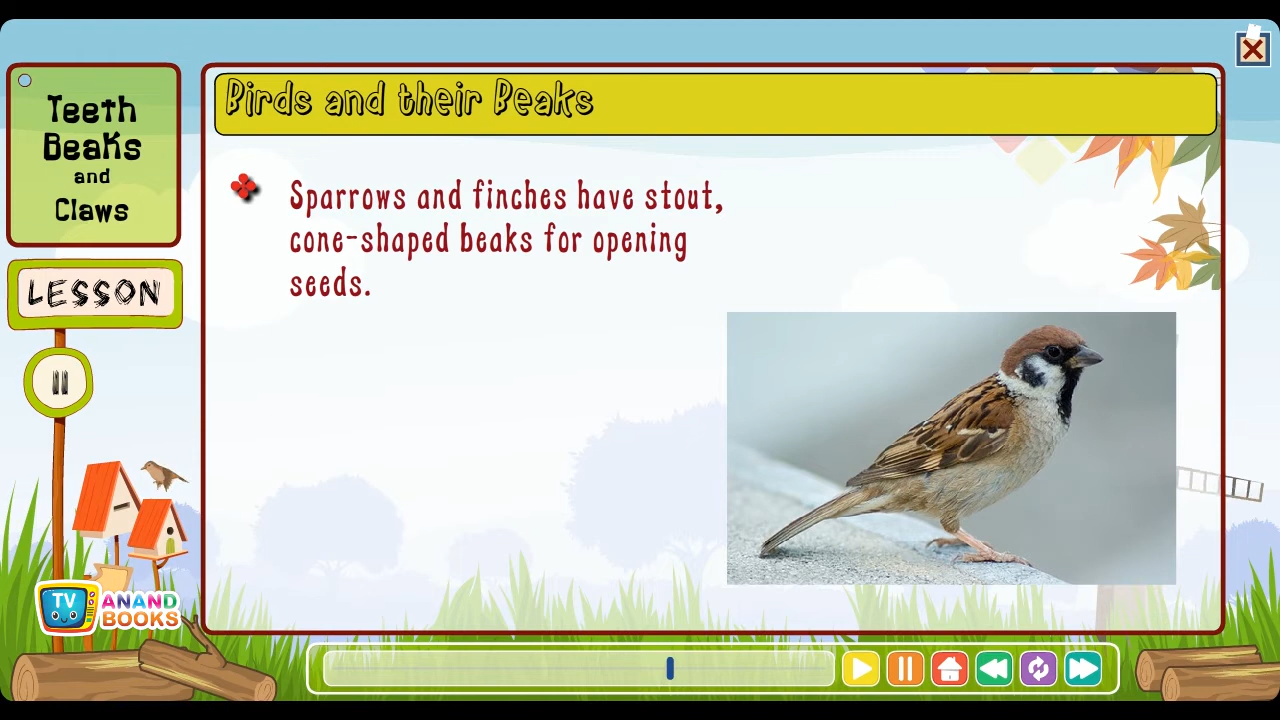 Teeth
Beaks
and
Claws
LESSON
11
Birds and their Beaks
Sparrows and finches have stout,
cone-shaped beaks for opening
seeds.
TV
ANAND
BOOKS